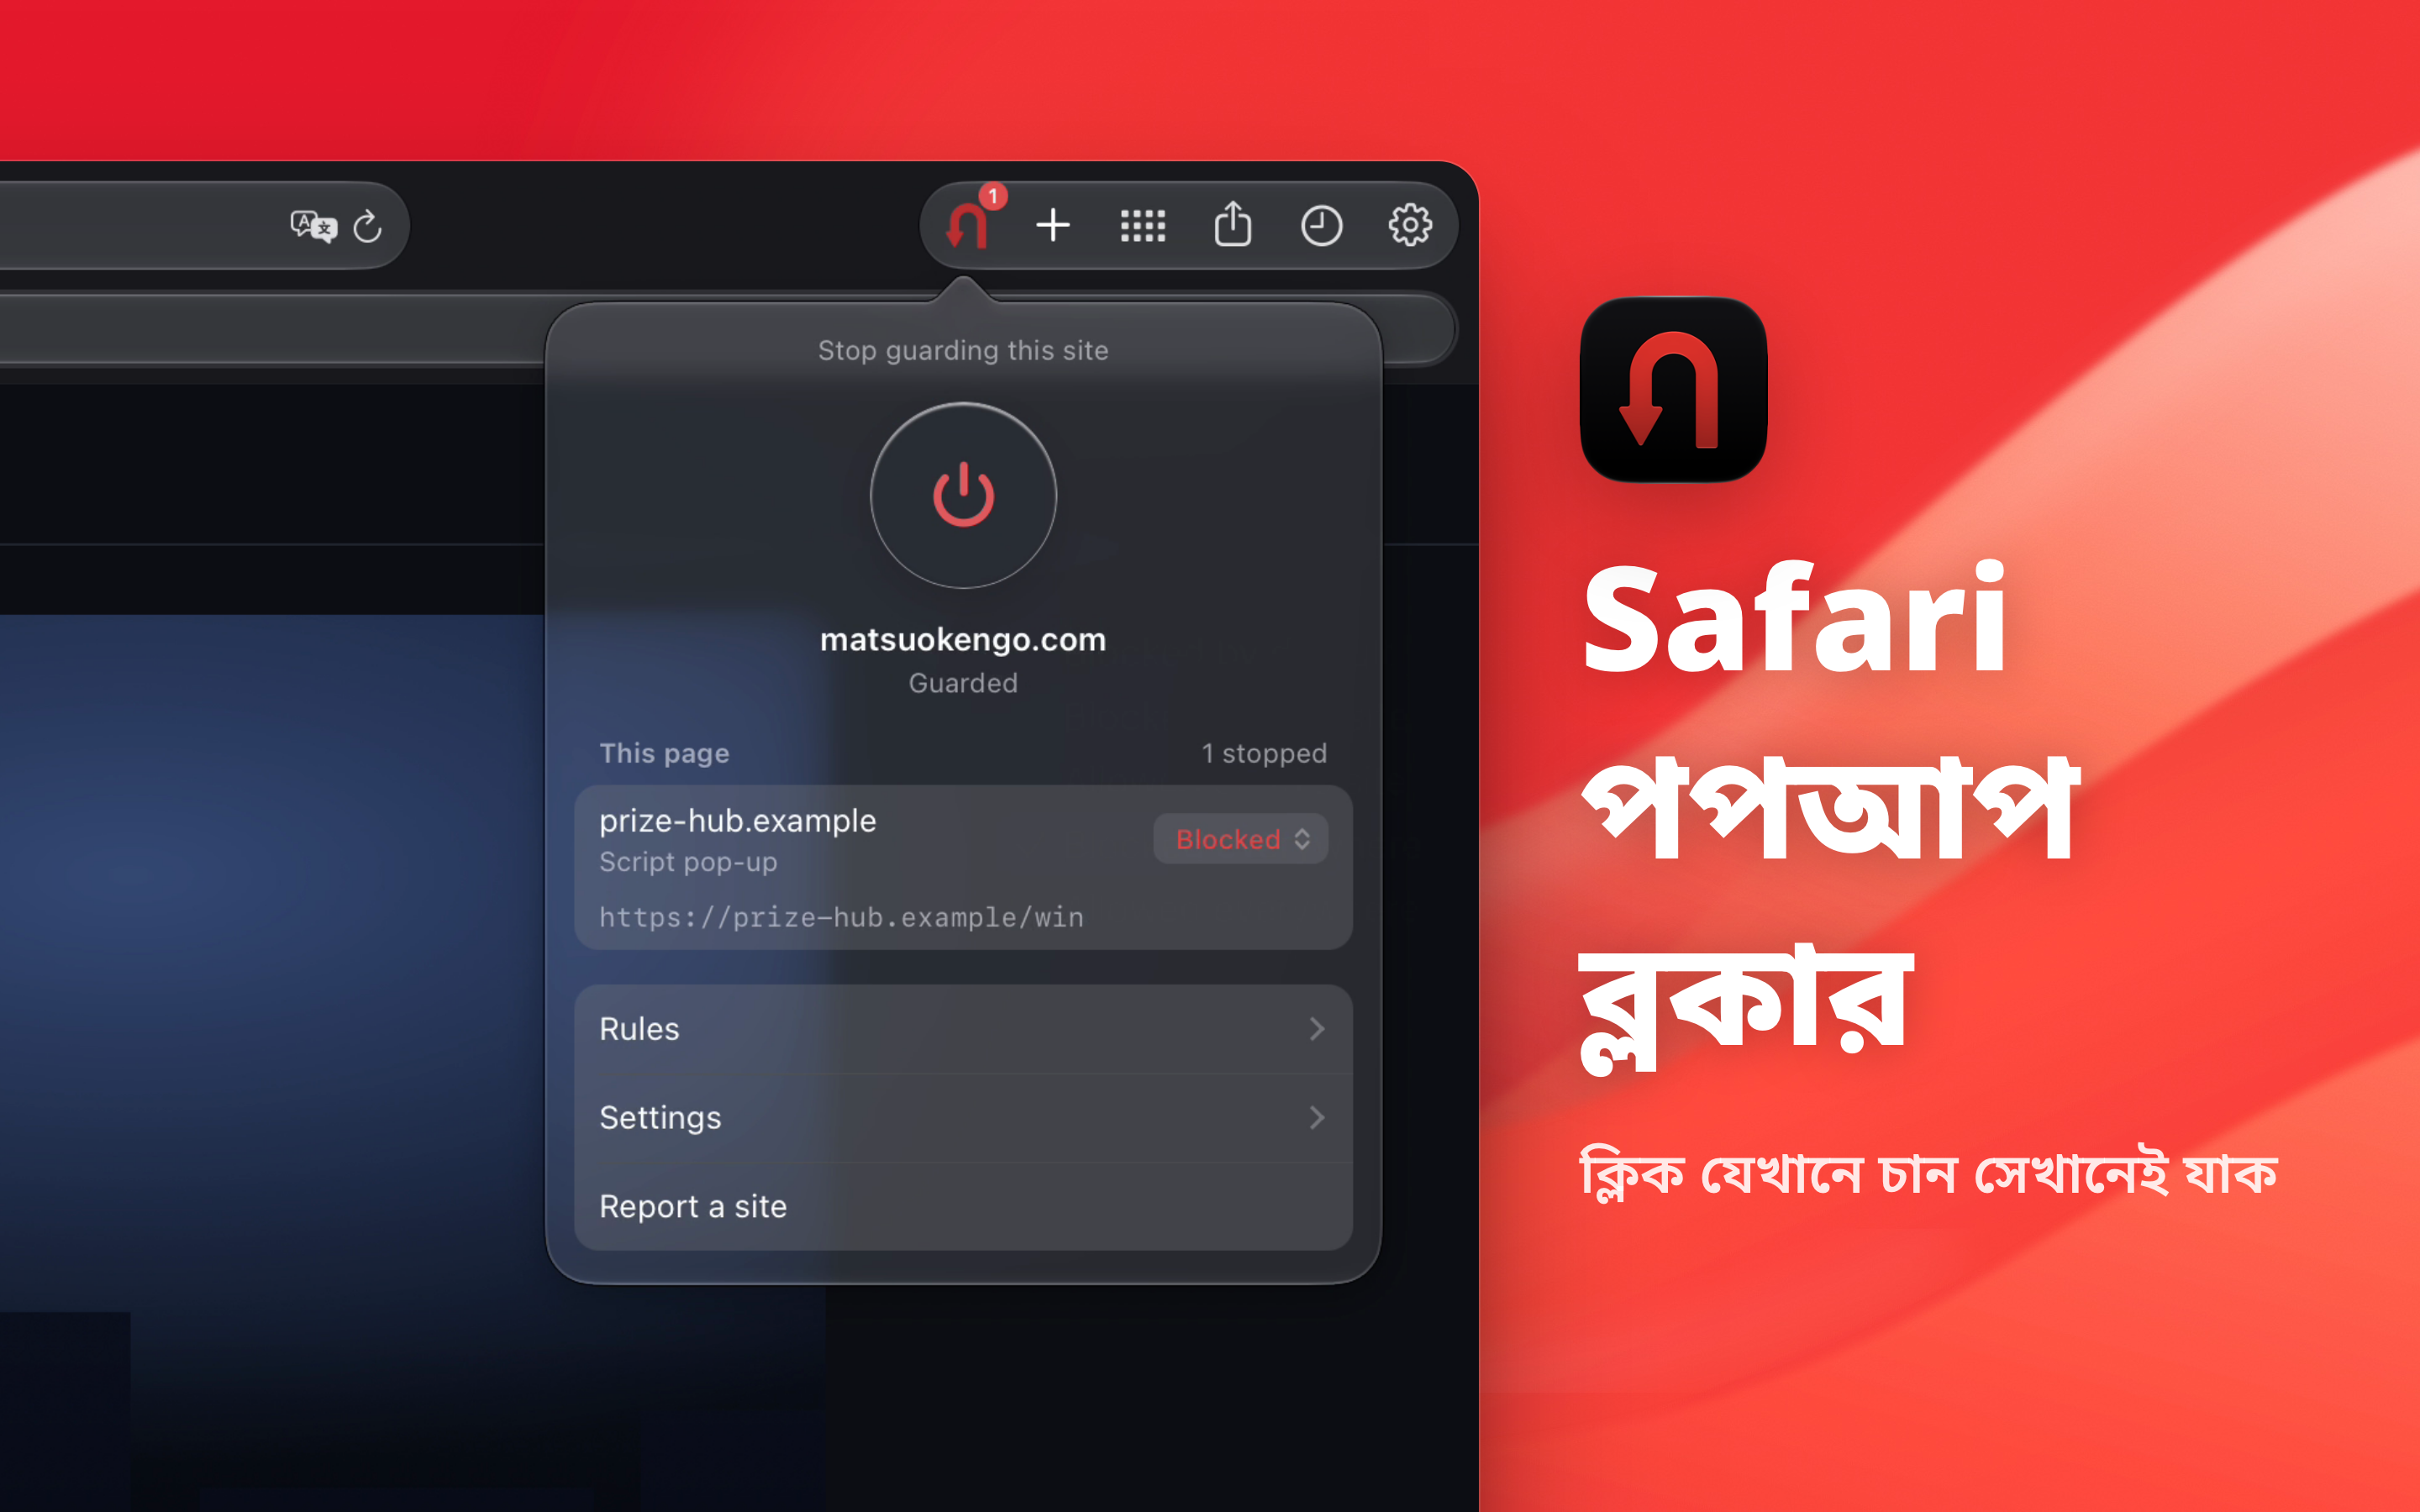 1
Stop guarding this site
matsuokengo.com
Guarded
This page
1 stopped
prize-hub.example
Script pop-up
Blocked
https://prize-hub.example/win
Rules
Settings
Report a site
Safari
পপআপ
ব্লকার
ক্লিক যেখানে চান সেখানেই যাক